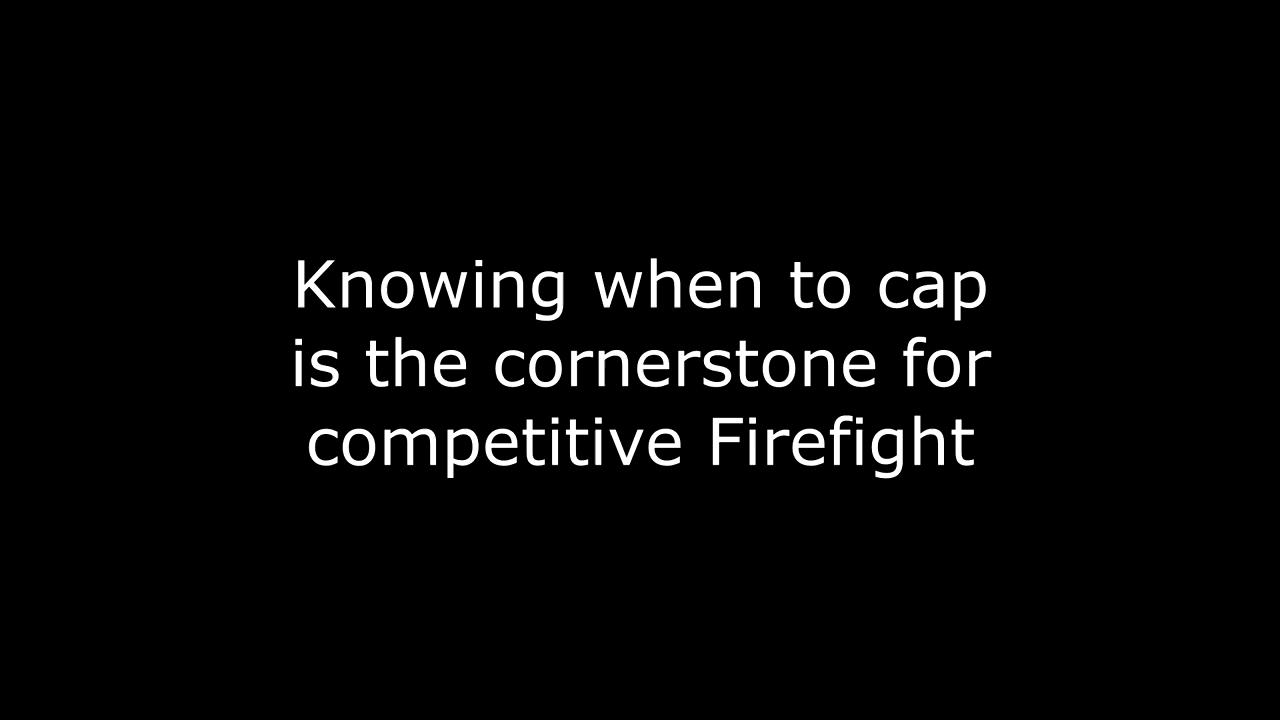 Knowing when to cap
is the cornerstone for
competitive Firefight